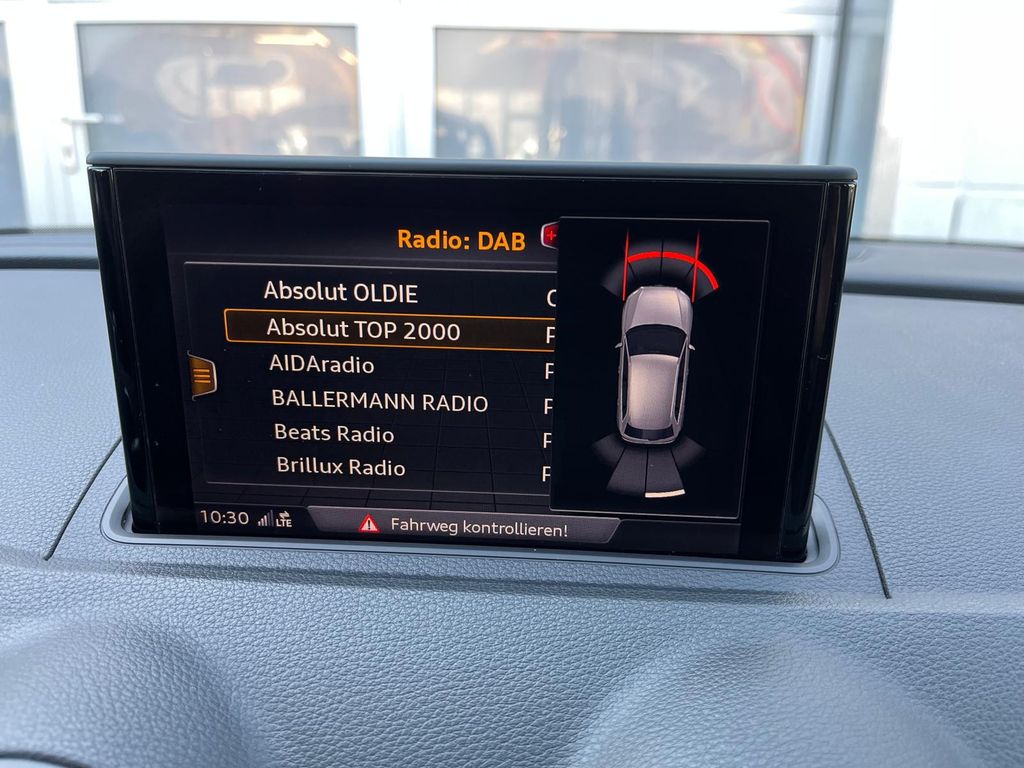 Radio: DAB
Absolut OLDIE
Absolut TOP 2000
AIDAradio
BALLERMANN RADIO
Beats Radio
Brillux Radio
10:30 LTE Fahrweg kontrollieren!